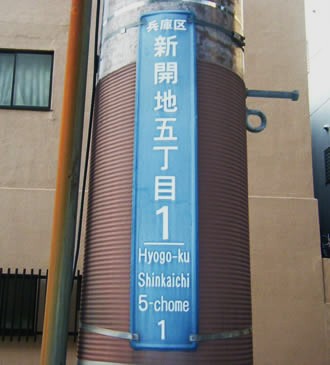 兵庫区
新開地五丁目
1
Hyogo-ku
Shinkaichi
5-chome
1